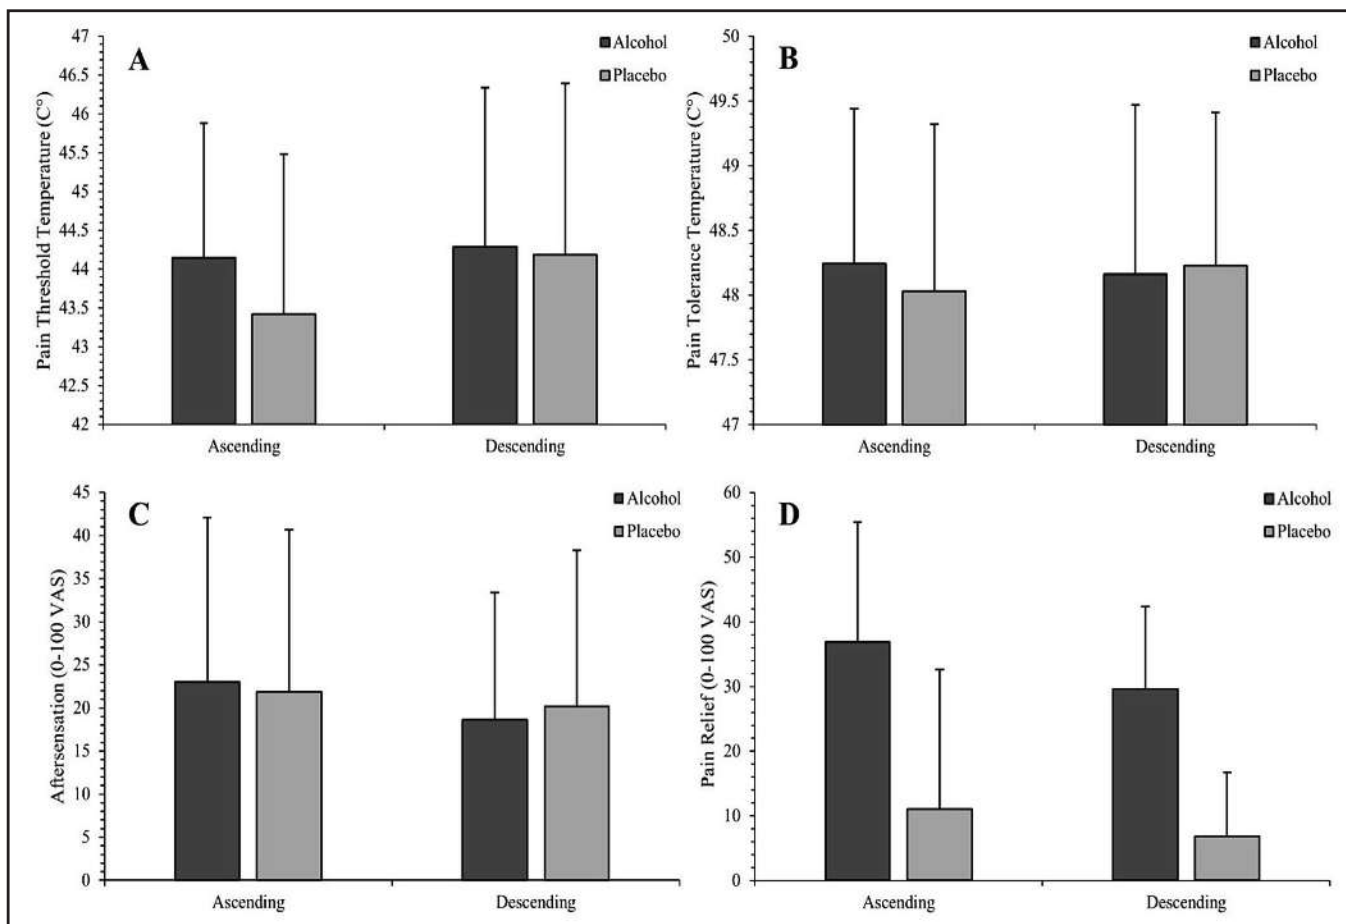 A
Alcohol
Placebo
Pain Threshold Temperature (C°)
47
46.5
46
45.5
45
44.5
44
43.5
43
42.5
42
Ascending
Descending
B
Alcohol
Placebo
Pain Tolerance Temperature (C°)
50
49.5
49
48.5
48
47.5
47
Ascending
Descending
C
Alcohol
Placebo
Aftersensation (0-100 VAS)
45
40
35
30
25
20
15
10
5
0
Ascending
Descending
D
Alcohol
Placebo
Pain Relief (0-100 VAS)
60
50
40
30
20
10
0
Ascending
Descending